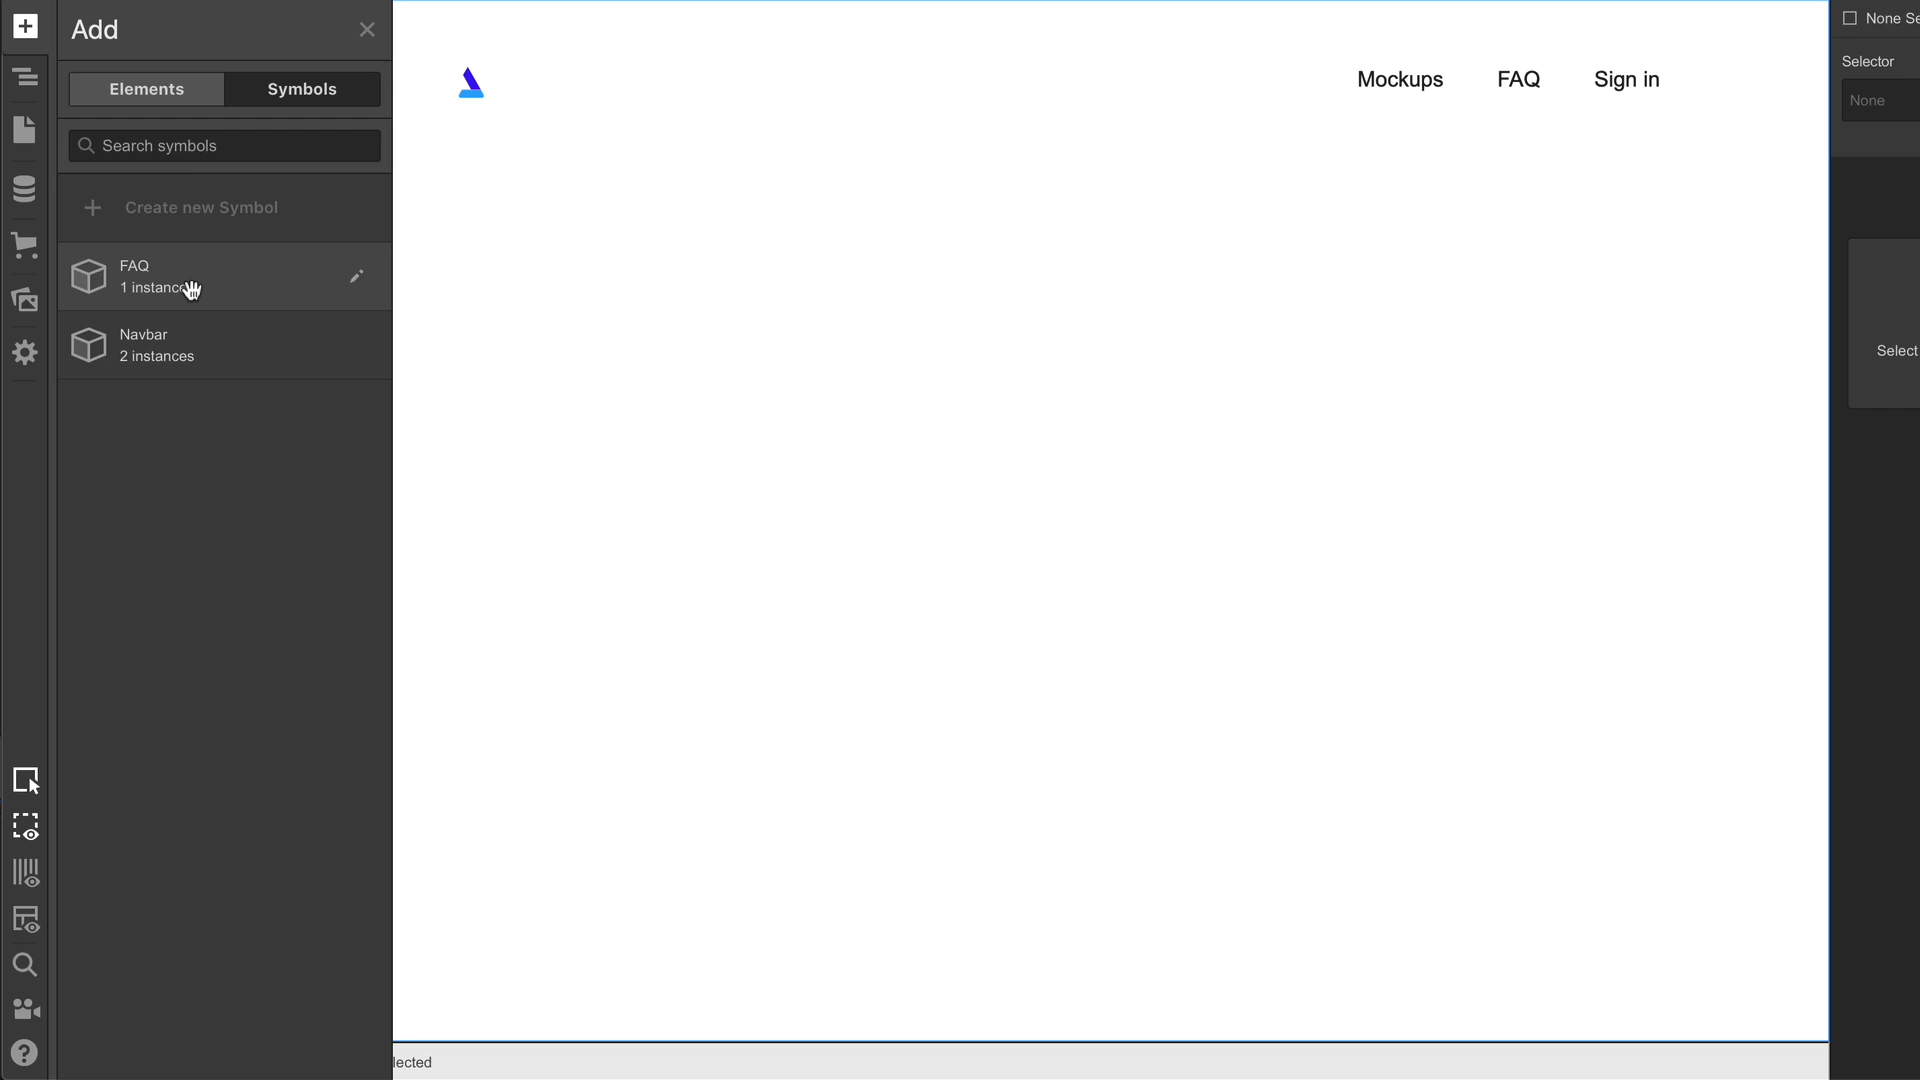 Add
Elements Symbols
Search symbols
Create new Symbol
FAQ
1 instance
Navbar
2 instances
Mockups FAQ Sign in
None Se
Selector
None
Select
lected